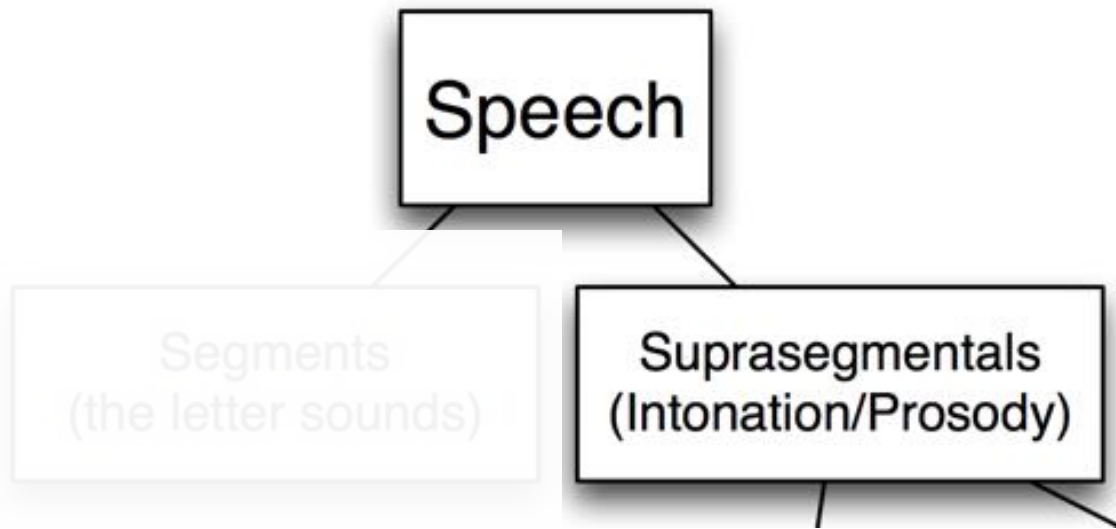 Speech
Segments
(the letter sounds)
Suprasegmentals
(Intonation/Prosody)